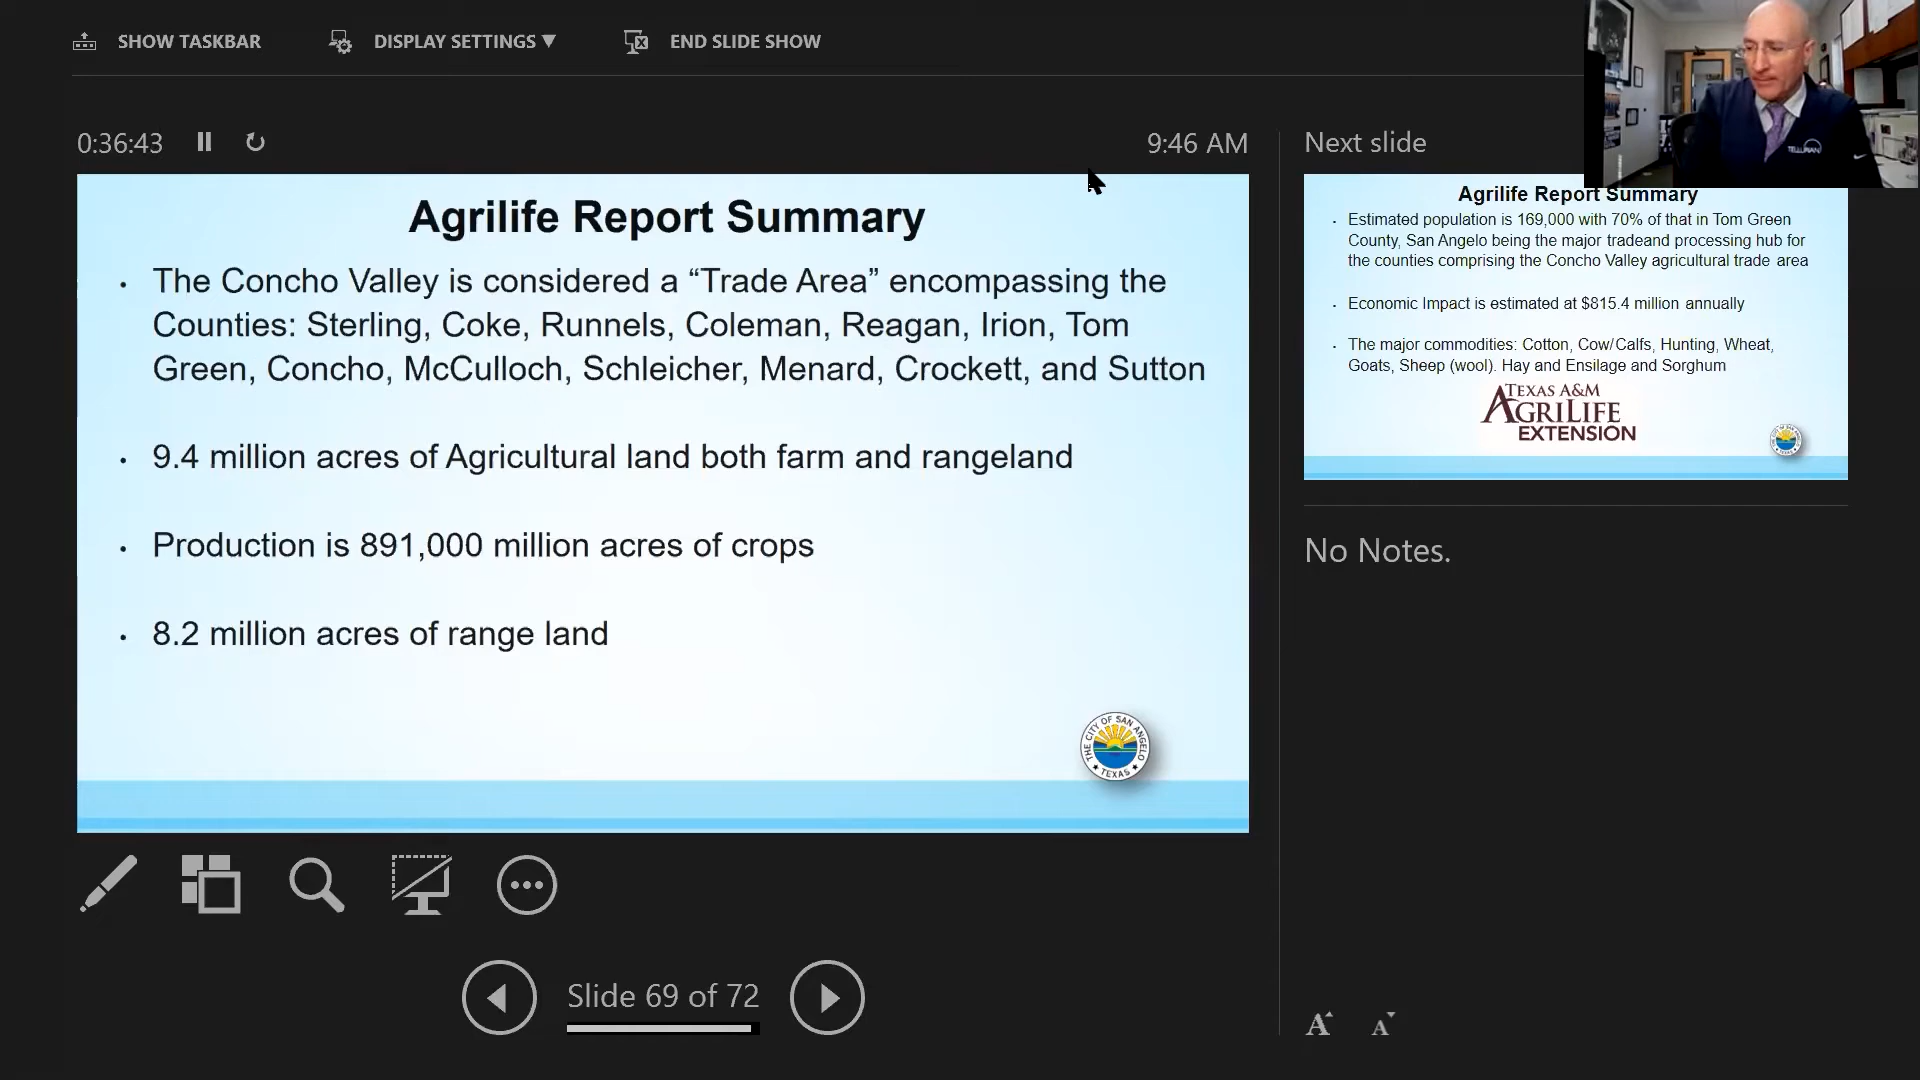 SHOW TASKBAR
DISPLAY SETTINGS ▼
END SLIDE SHOW
0:36:43
9:46 AM
Agrilife Report Summary
• The Concho Valley is considered a “Trade Area” encompassing the
Counties: Sterling, Coke, Runnels, Coleman, Reagan, Irion, Tom
Green, Concho, McCulloch, Schleicher, Menard, Crockett, and Sutton
• 9.4 million acres of Agricultural land both farm and rangeland
• Production is 891,000 million acres of crops
• 8.2 million acres of range land
THE CITY OF SAN ANGELO
TEXAS
Slide 69 of 72
Next slide
TELLURIAN
Agrilife Report Summary
• Estimated population is 169,000 with 70% of that in Tom Green
County, San Angelo being the major tradeand processing hub for
the counties comprising the Concho Valley agricultural trade area
• Economic Impact is estimated at $815.4 million annually
• The major commodities: Cotton, Cow/Calfs, Hunting, Wheat,
Goats, Sheep (wool). Hay and Ensilage and Sorghum
TEXAS A&M
AGRILIFE
EXTENSION
No Notes.
A A